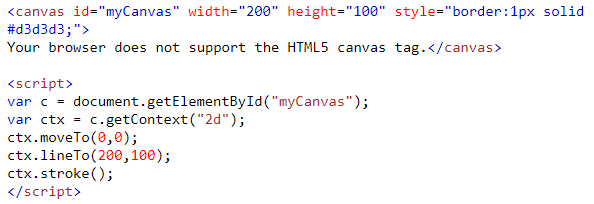 <canvas id="myCanvas" width="200" height="100" style="border:1px solid
#d3d3d3;">
Your browser does not support the HTML5 canvas tag.</canvas>
<script>
var c = document.getElementById("myCanvas");
var ctx = c.getContext("2d");
ctx.moveTo(0,0);
ctx.lineTo(200,100);
ctx.stroke();
</script>